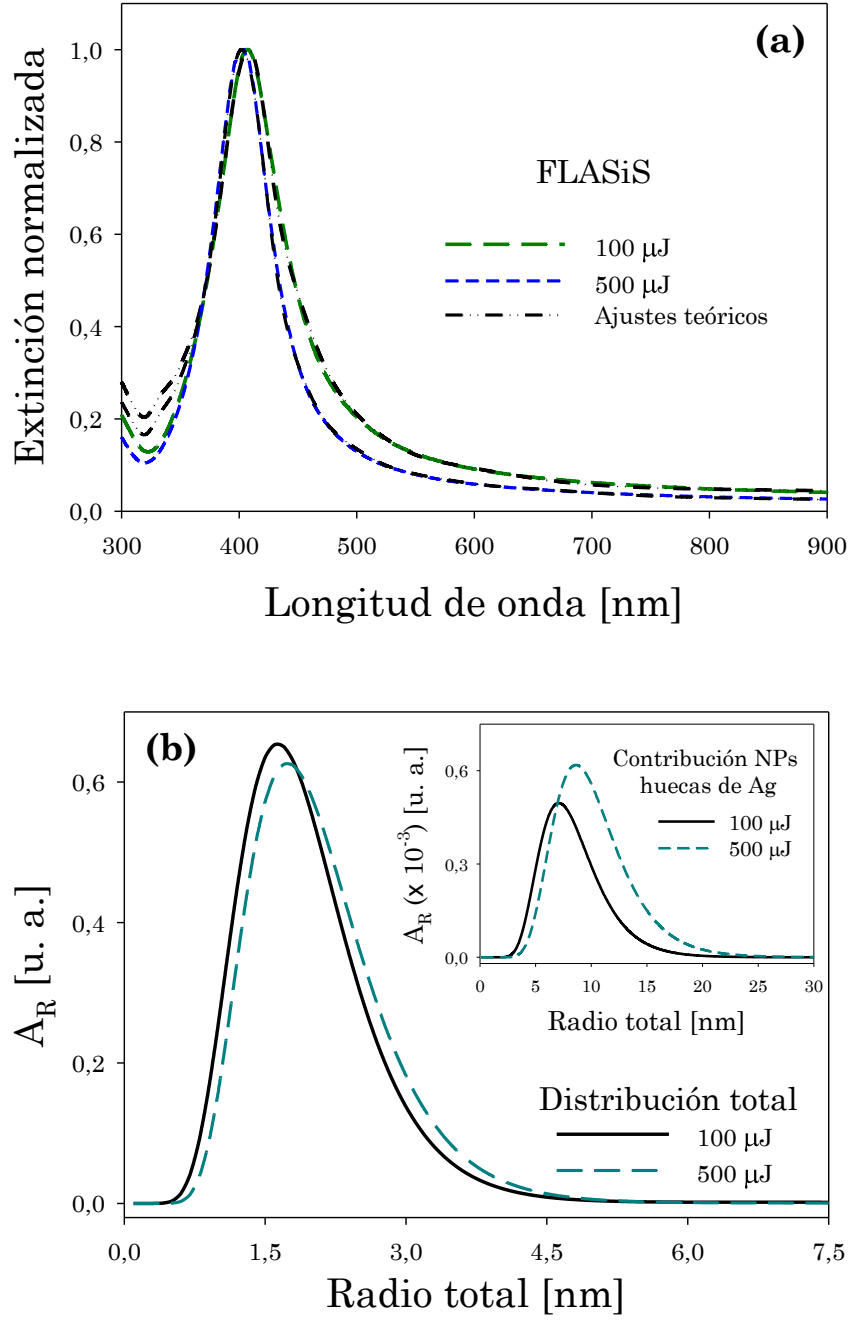 (a)
Extinción normalizada
1,0
0,8
0,6
0,4
0,2
0,0
FLASiS
100 μJ
500 μJ
Ajustes teóricos
300 400 500 600 700 800 900
Longitud de onda [nm]
(b)
A_R [u. a.]
0,6
0,4
0,2
0,0
A_R (x 10^-3) [u. a.]
0,6
0,3
0,0
Contribución NPs
huecas de Ag
100 μJ
500 μJ
0 5 10 15 20 25 30
Radio total [nm]
Distribución total
100 μJ
500 μJ
0,0 1,5 3,0 4,5 6,0 7,5
Radio total [nm]